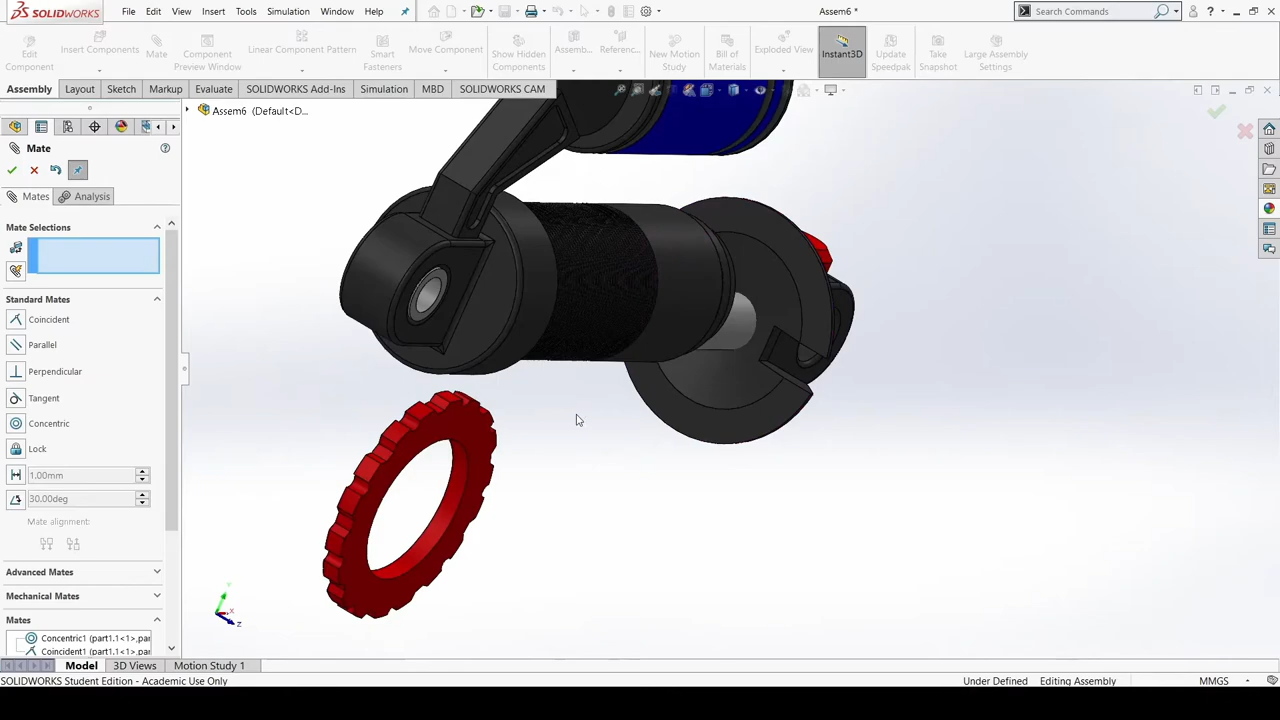 SOLIDWORKS
File
Edit
View
Insert
Tools
Simulation
Window
Help
Assem6 *
Search Commands
Edit
Component
Insert Components
Mate
Component
Preview Window
Linear Component Pattern
Smart
Fasteners
Move Component
Show Hidden
Components
Assemb...
Referenc...
New Motion
Study
Bill of
Materials
Exploded View
Instant3D
Update
Speedpak
Take
Snapshot
Large Assembly
Settings
Assembly
Layout
Sketch
Markup
Evaluate
SOLIDWORKS Add-Ins
Simulation
MBD
SOLIDWORKS CAM
Assem6 (Default<D...
Mate
Mates
Analysis
Mate Selections
Standard Mates
Coincident
Parallel
Perpendicular
Tangent
Concentric
Lock
1.00mm
30.00deg
Mate alignment:
Advanced Mates
Mechanical Mates
Mates
Concentric1 (part1.1<1>,par
Coincident1 (part1.1<1>,par
Y
X
Z
Model
3D Views
Motion Study 1
SOLIDWORKS Student Edition - Academic Use Only
Under Defined
Editing Assembly
MMGS